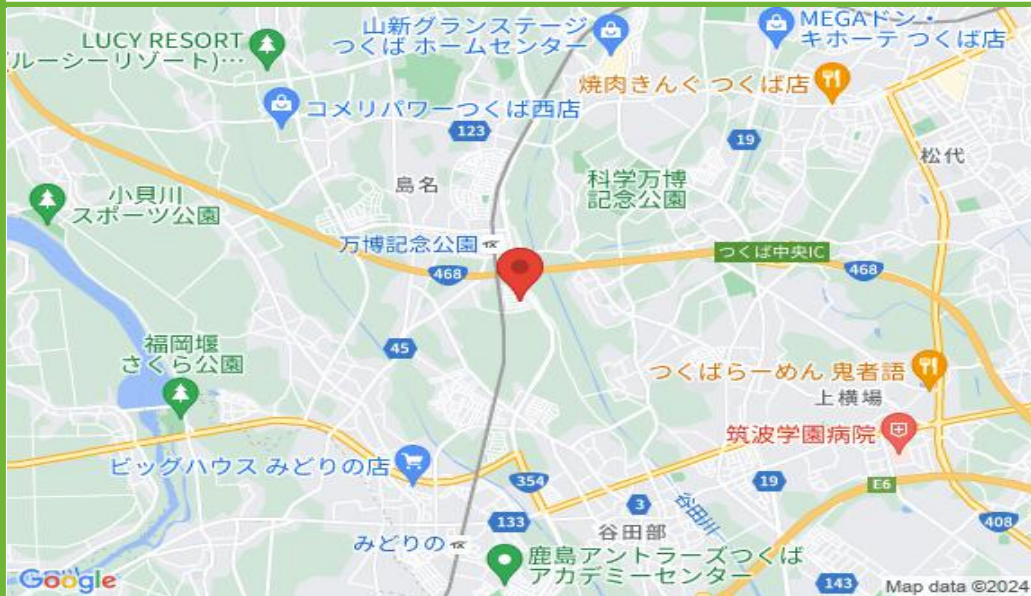 LUCY RESORT
(ルーシーリゾート)…
山新グランステージ
つくば ホームセンター
MEGAドン・
キホーテ つくば店
焼肉きんぐ つくば店
コメリパワーつくば西店
123
19
松代
島名
科学万博
記念公園
小貝川
スポーツ公園
万博記念公園
つくば中央IC
468
468
45
福岡堰
さくら公園
つくばらーめん 鬼者語
上横場
筑波学園病院
ビッグハウス みどりの店
354
19
E6
3
谷田川
133
408
谷田部
みどりの
鹿島アントラーズつくば
アカデミーセンター
143
Google
Map data ©2024